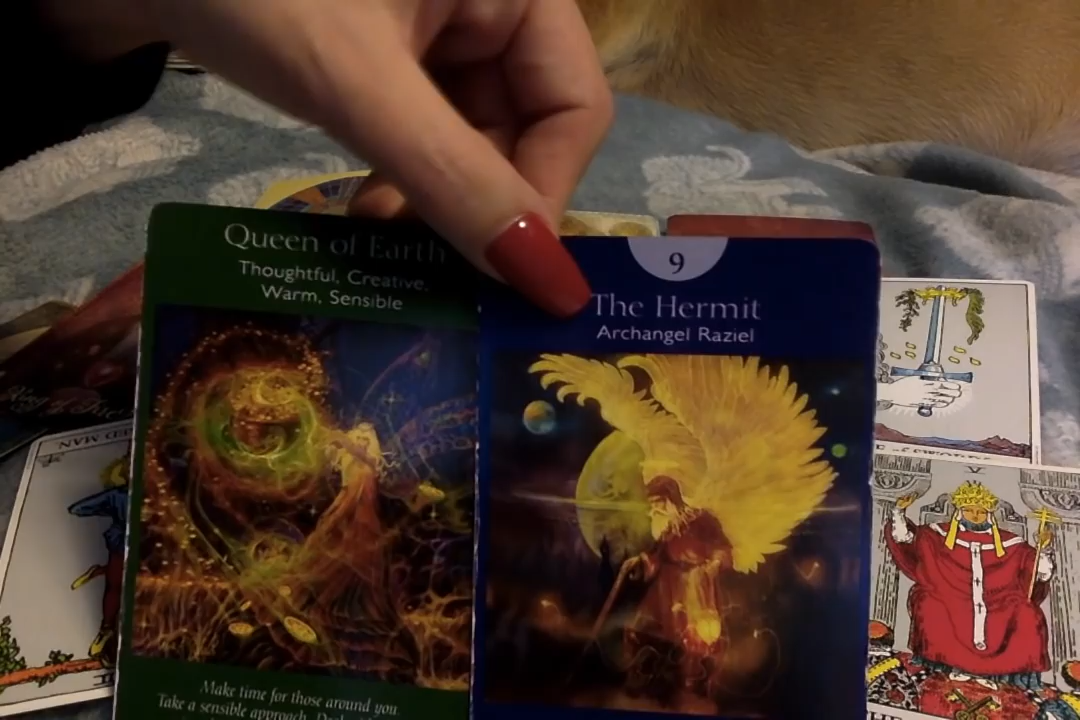 Queen of Earth
Thoughtful, Creative,
Warm, Sensible
Make time for those around you.
Take a sensible approach.
9
The Hermit
Archangel Raziel
V